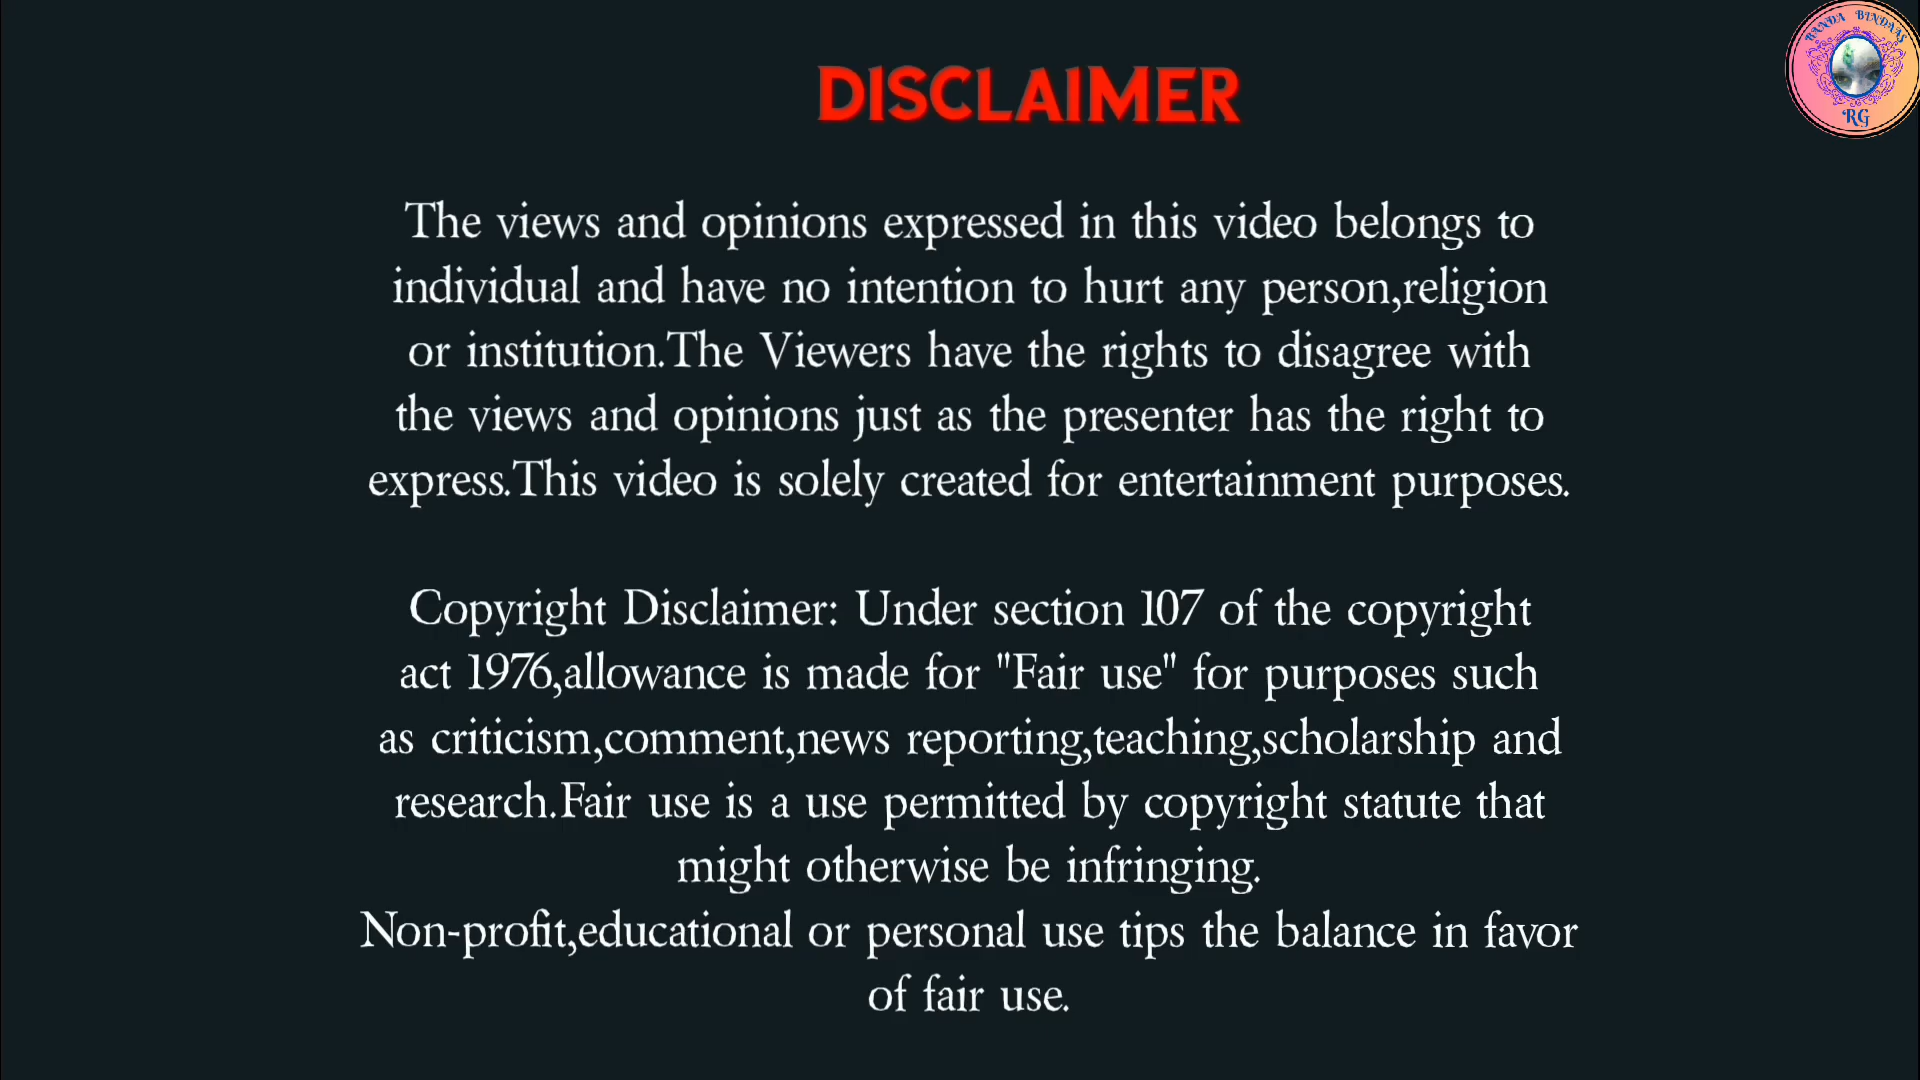 BANDA BINDAAS
RG
DISCLAIMER
The views and opinions expressed in this video belongs to
individual and have no intention to hurt any person,religion
or institution.The Viewers have the rights to disagree with
the views and opinions just as the presenter has the right to
express.This video is solely created for entertainment purposes.
Copyright Disclaimer: Under section 107 of the copyright
act 1976,allowance is made for "Fair use" for purposes such
as criticism,comment,news reporting,teaching,scholarship and
research.Fair use is a use permitted by copyright statute that
might otherwise be infringing.
Non-profit,educational or personal use tips the balance in favor
of fair use.